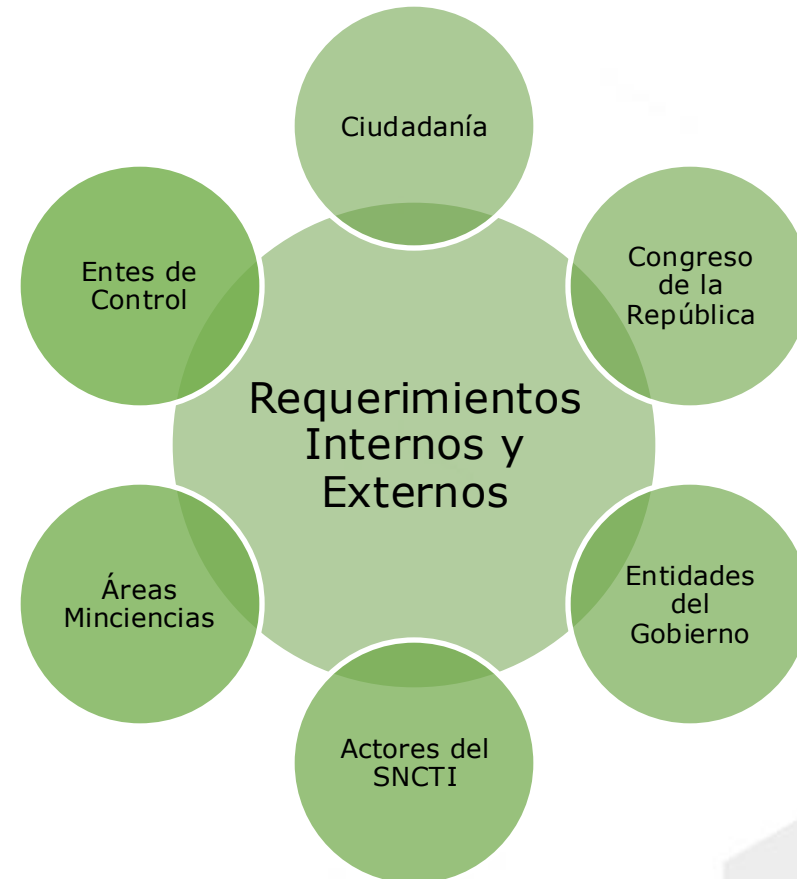 Ciudadanía
Congreso
de la
República
Entidades
del
Gobierno
Actores del
SNCTI
Áreas
Minciencias
Entes de
Control
Requerimientos
Internos y
Externos